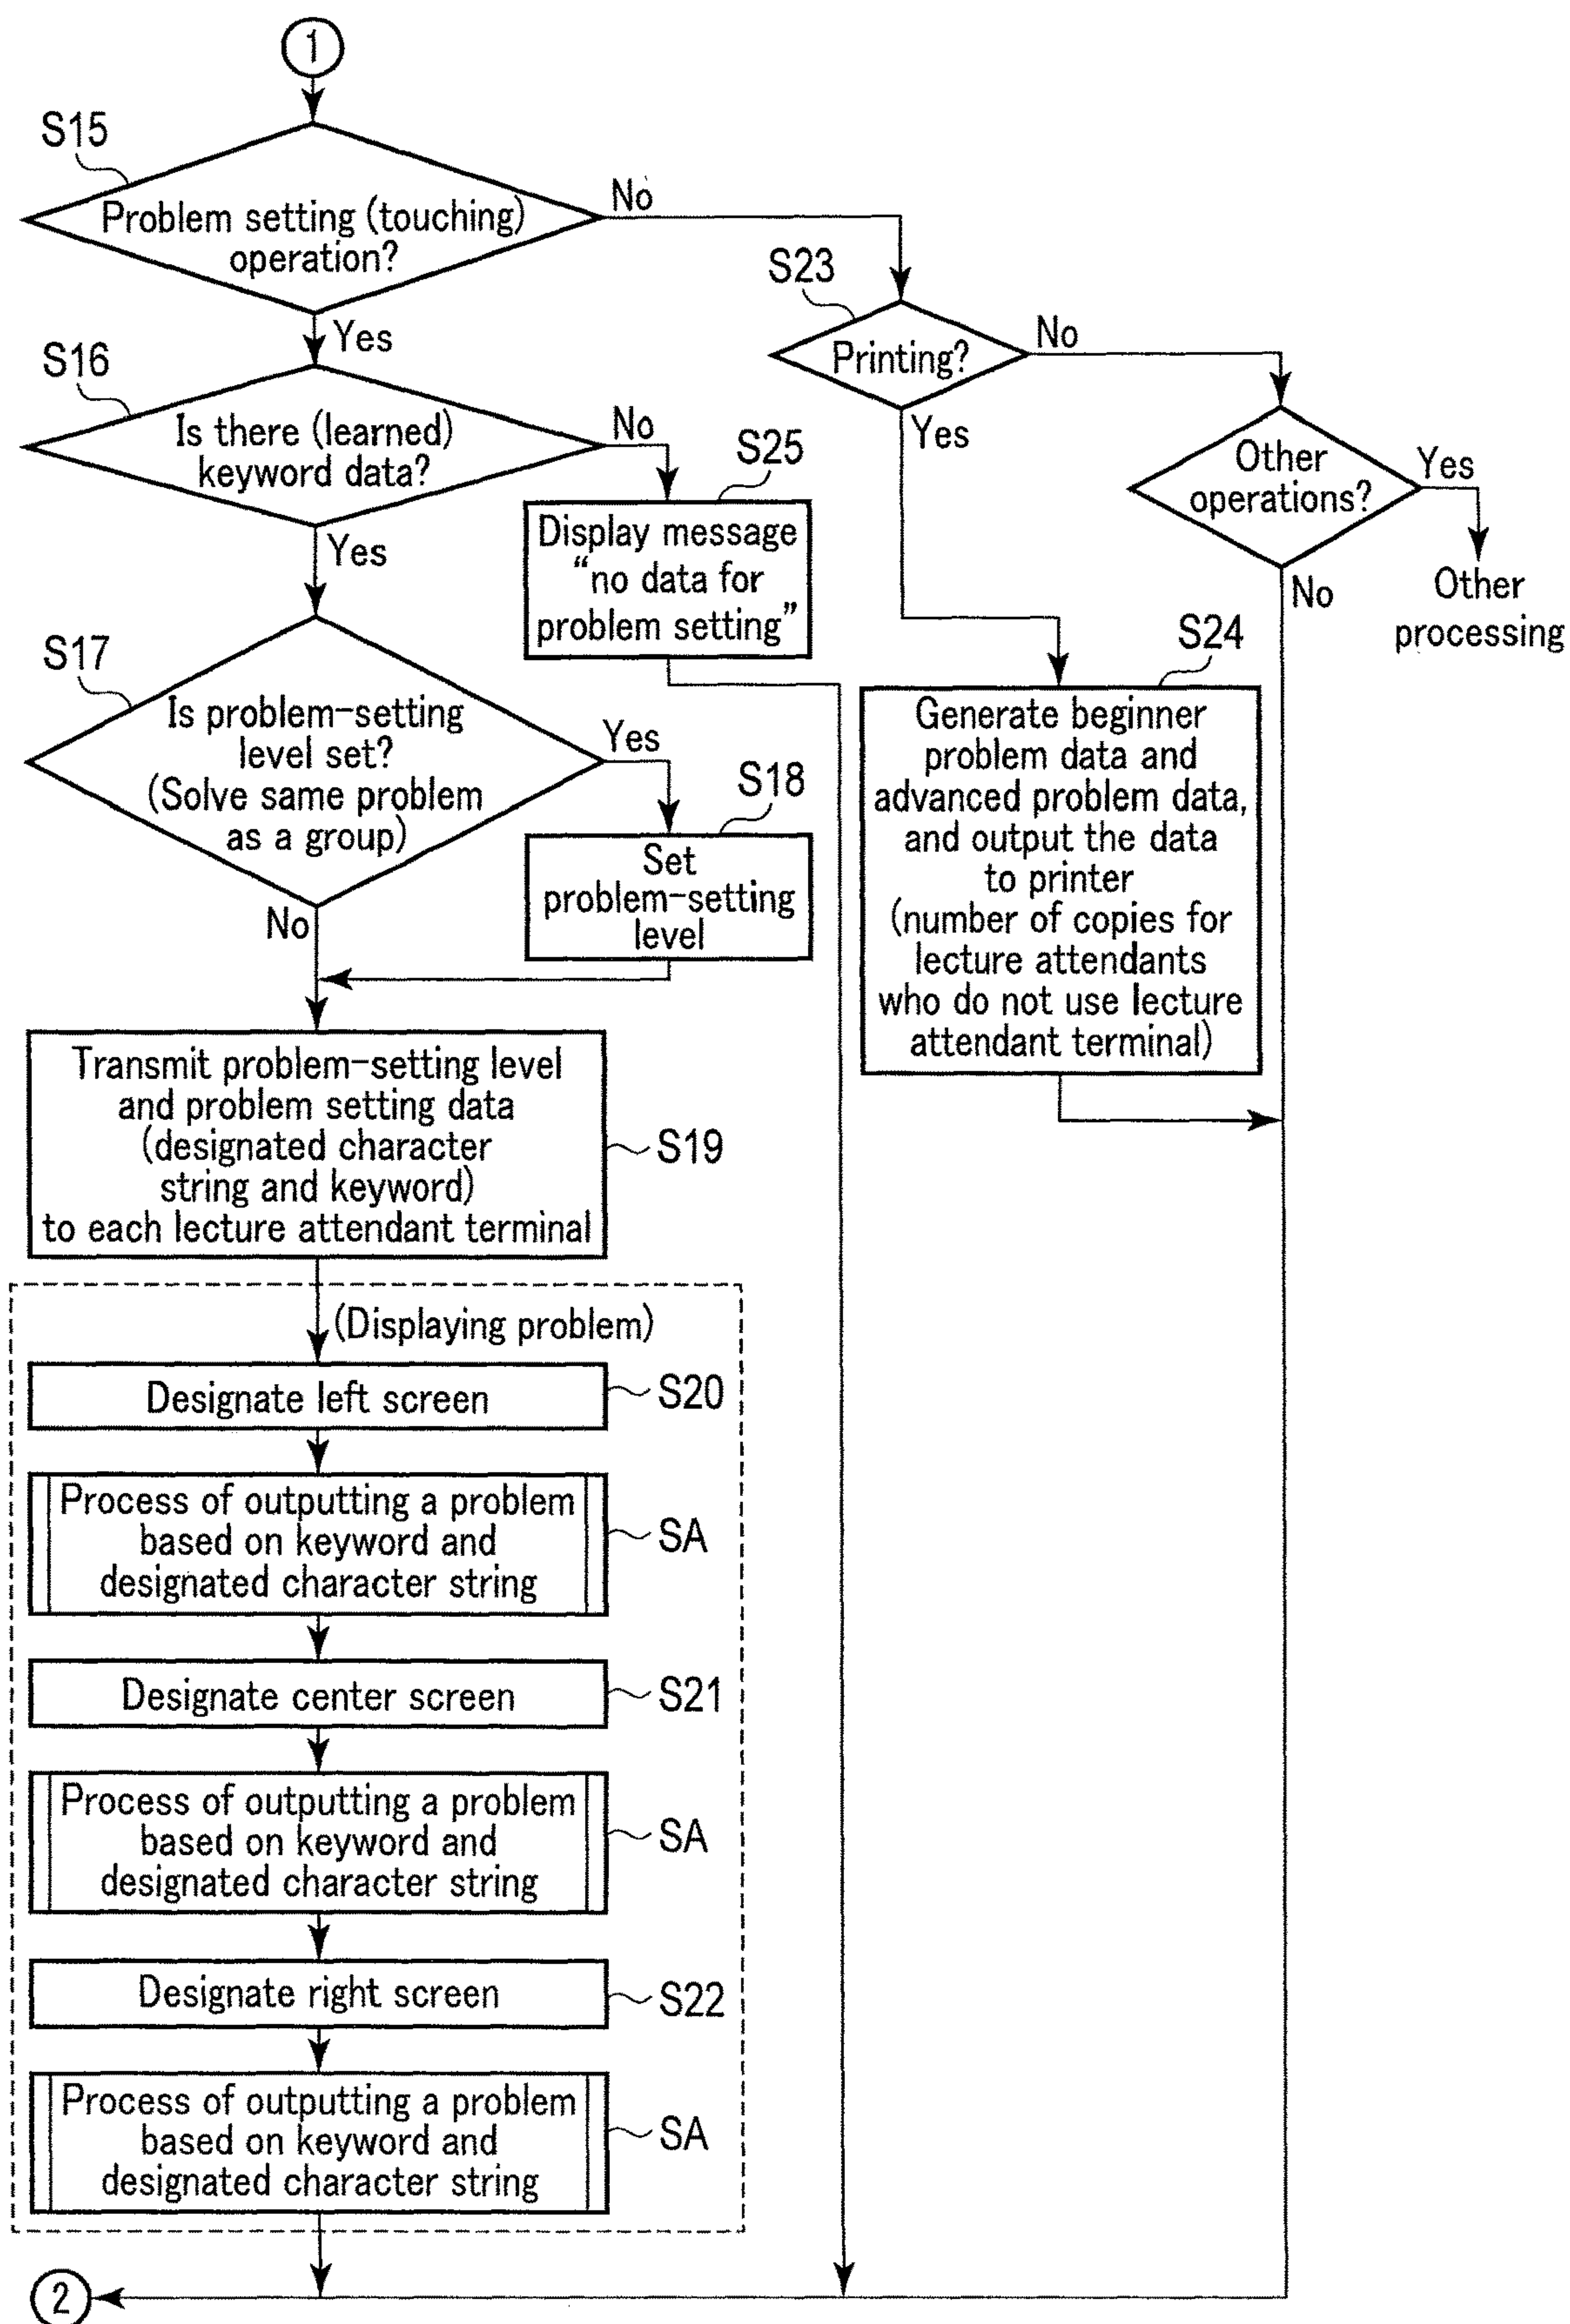 1
S15
Problem setting (touching)
operation?
No
Yes
S16
Is there (learned)
keyword data?
No
Yes
S25
Display message
“no data for
problem setting”
S17
Is problem-setting
level set?
(Solve same problem
as a group)
Yes
No
S18
Set
problem-setting
level
S19
Transmit problem-setting level
and problem setting data
(designated character
string and keyword)
to each lecture attendant terminal
(Displaying problem)
Designate left screen
S20
Process of outputting a problem
based on keyword and
designated character string
SA
Designate center screen
S21
Process of outputting a problem
based on keyword and
designated character string
SA
Designate right screen
S22
Process of outputting a problem
based on keyword and
designated character string
SA
2
S23
Printing?
No
Yes
Other
operations?
Yes
No
Other
processing
S24
Generate beginner
problem data and
advanced problem data,
and output the data
to printer
(number of copies for
lecture attendants
who do not use lecture
attendant terminal)